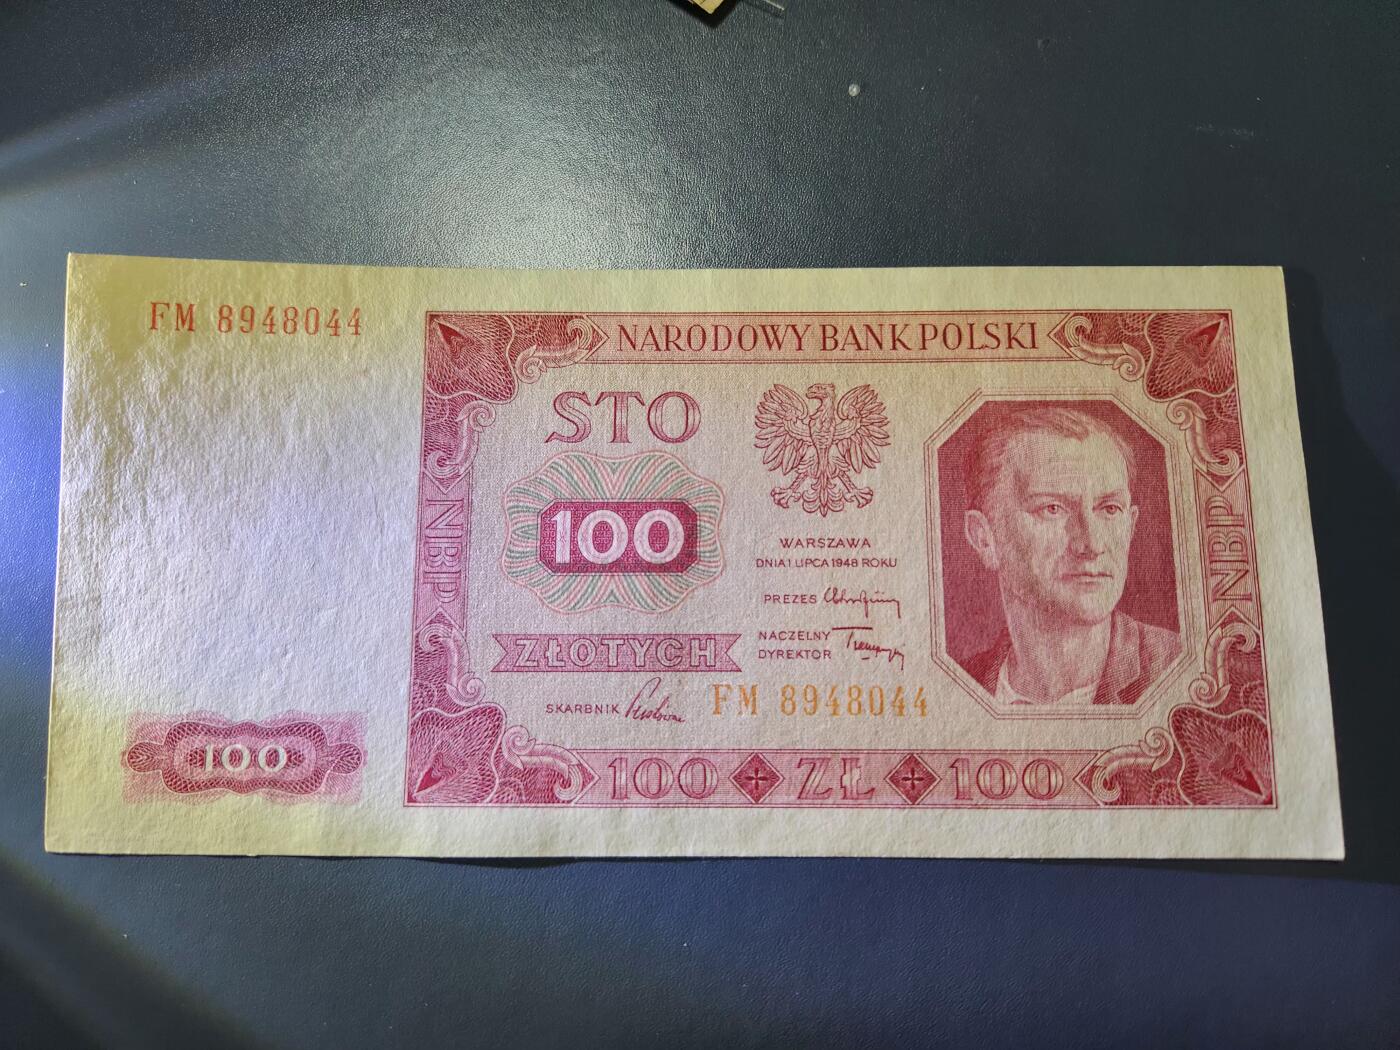 FM 8948044
NARODOWY BANK POLSKI
STO
100
ZŁOTYCH
WARSZAWA
DNIA 1 LIPCA 1948 ROKU
PREZES
NACZELNY
DYREKTOR
SKARBNIK
FM 8948044
NBP
NBP
100
100 ZŁ 100